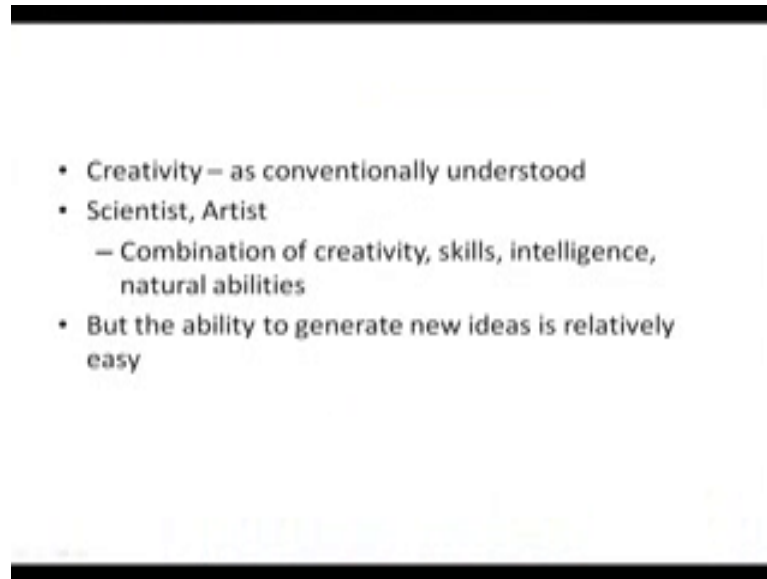 • Creativity – as conventionally understood
• Scientist, Artist
– Combination of creativity, skills, intelligence,
natural abilities
• But the ability to generate new ideas is relatively
easy